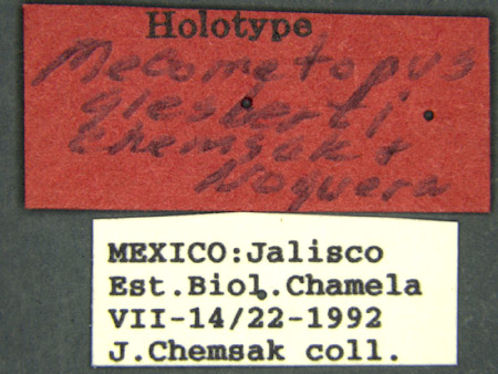 Holotype
Mecometopus
giesberti
Chemsak &
Noguera
MEXICO:Jalisco
Est.Biol.Chamela
VII-14/22-1992
J.Chemsak coll.